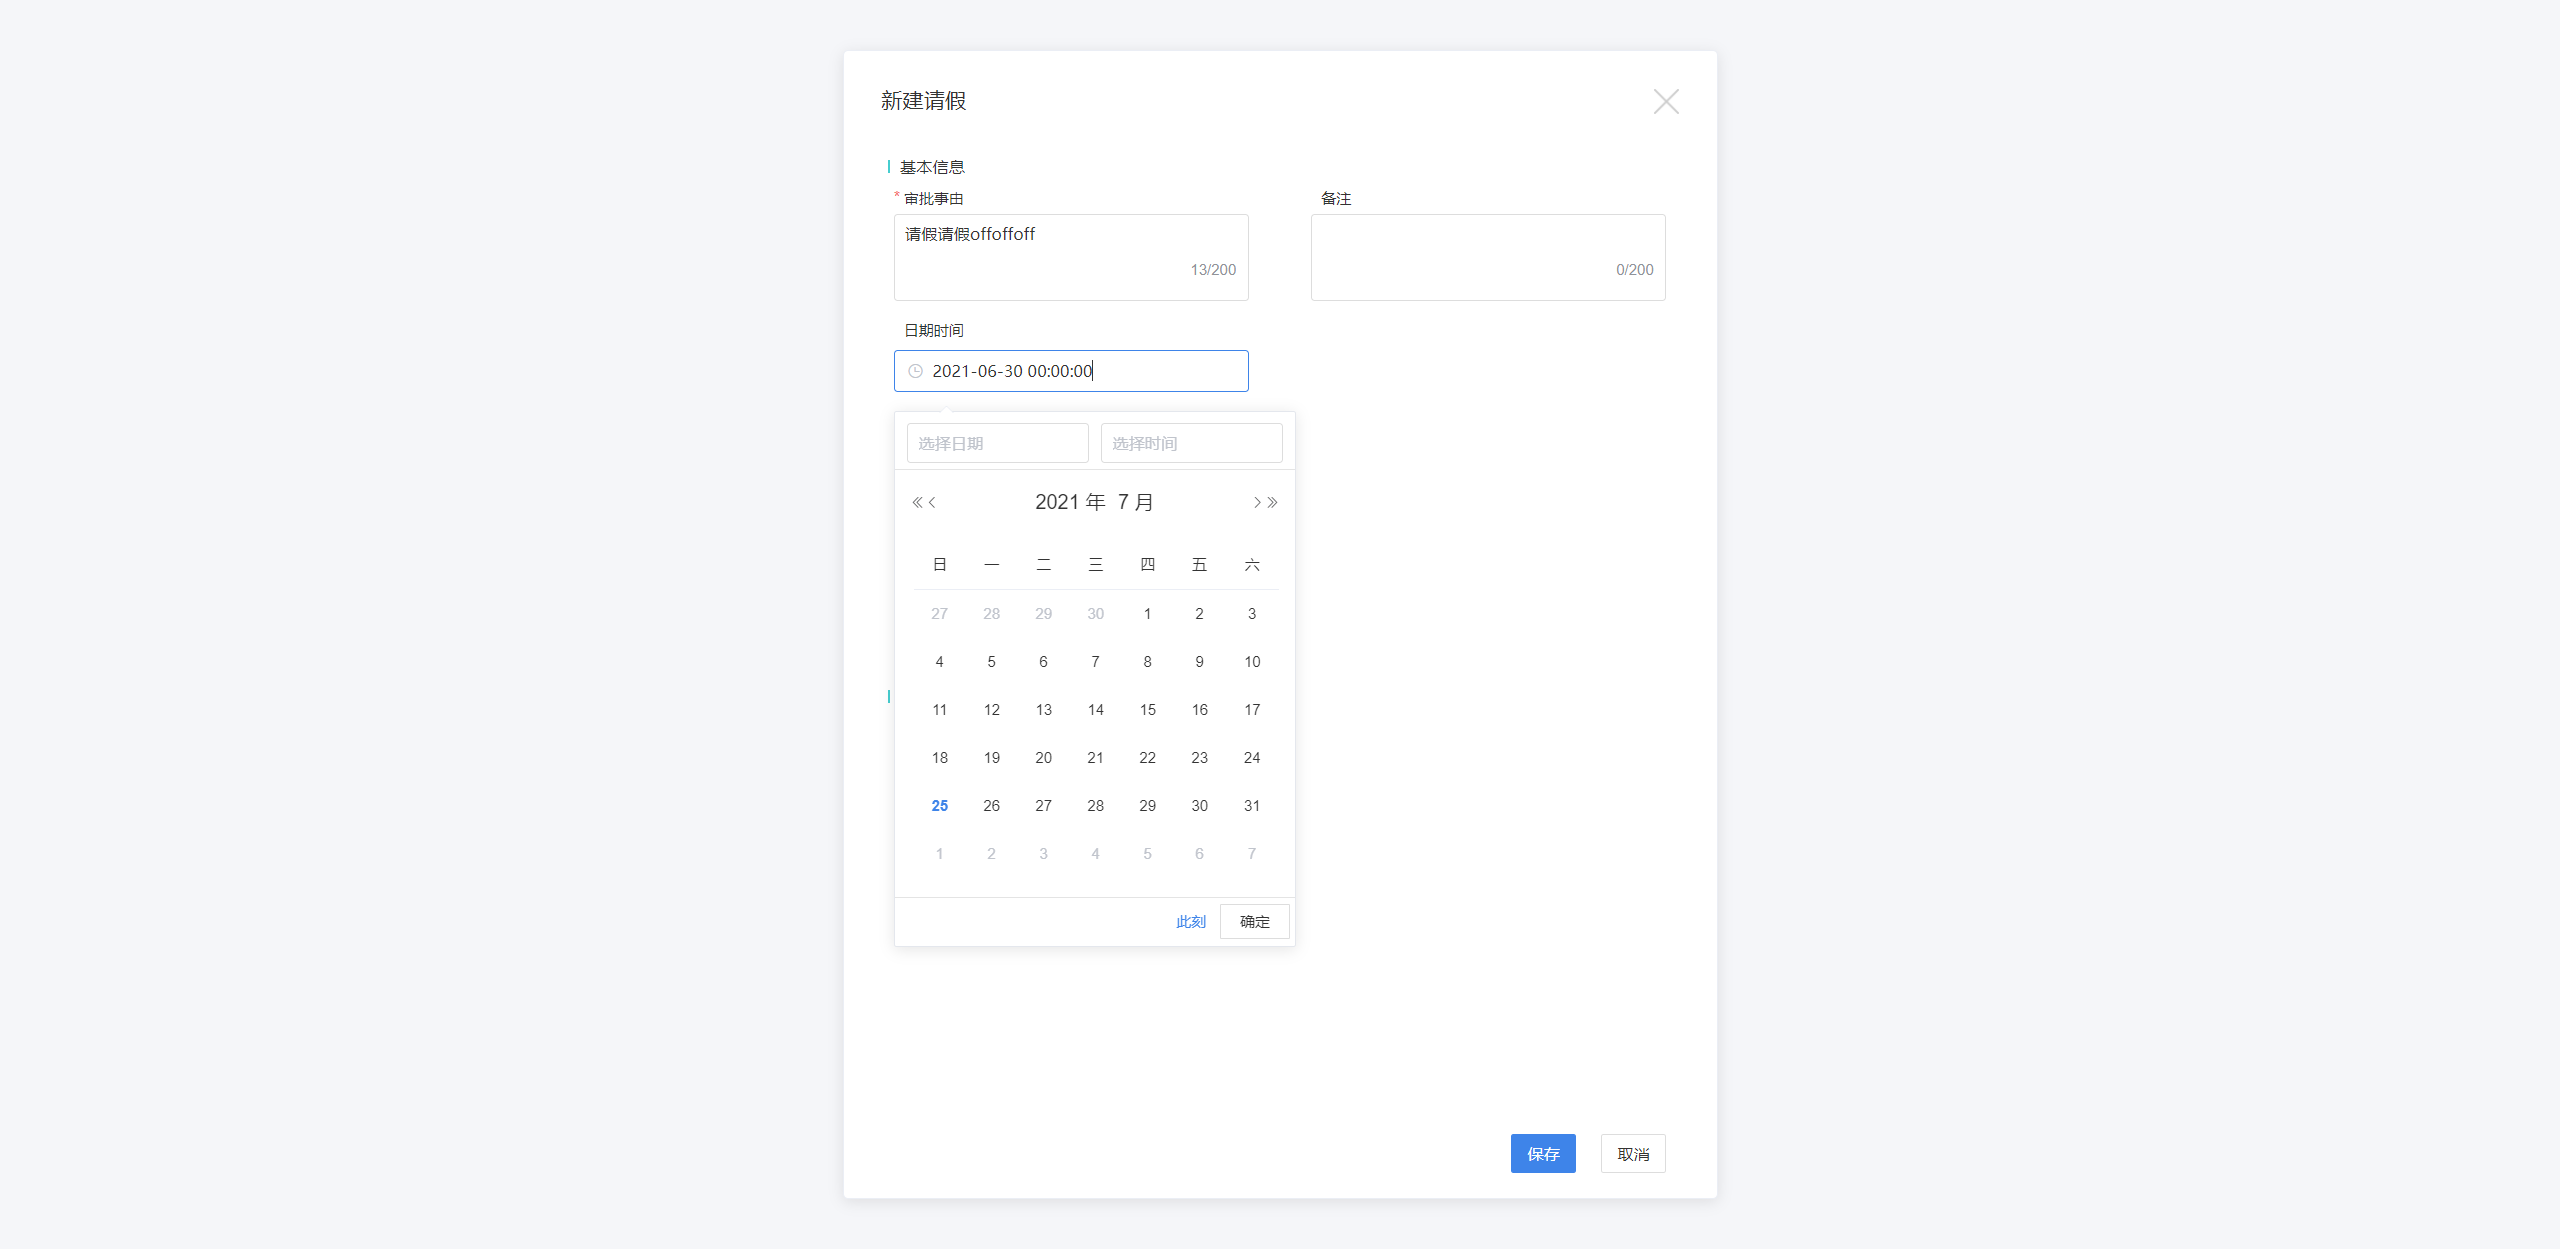 新建请假
基本信息
* 审批事由
备注
请假请假offoffoff
13/200
0/200
日期时间
2021-06-30 00:00:00
选择日期 选择时间
2021 年 7 月
日 一 二 三 四 五 六
27 28 29 30 1 2 3
4 5 6 7 8 9 10
11 12 13 14 15 16 17
18 19 20 21 22 23 24
25 26 27 28 29 30 31
1 2 3 4 5 6 7
此刻 确定
保存 取消